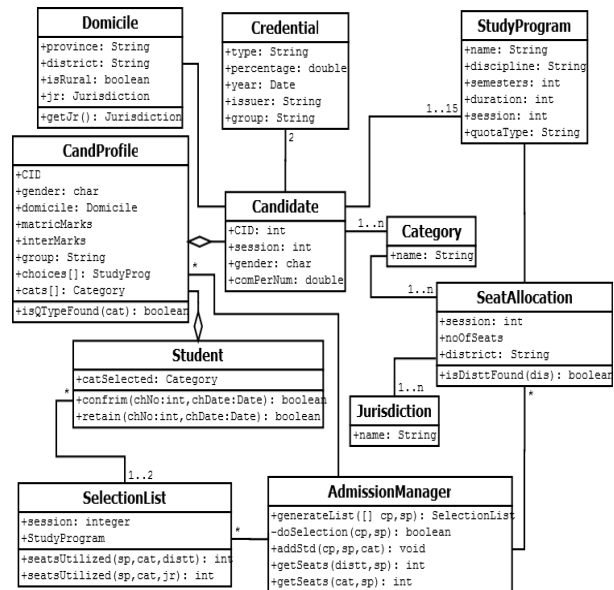 Domicile
+province: String
+district: String
+isRural: boolean
+jr: Jurisdiction
+getJr(): Jurisdiction
Credential
+type: String
+percentage: double
+year: Date
+issuer: String
+group: String
2
StudyProgram
+name: String
+discipline: String
+semesters: int
+duration: int
+session: int
+quotaType: String
1..15
CandProfile
+CID
+gender: char
+domicile: Domicile
+matricMarks
+interMarks
+group: String
+choices[]: StudyProg
+cats[]: Category
+isQTypeFound(cat): boolean
*
Candidate
+CID: int
+session: int
+gender: char
+comPerNum: double
1..n
Category
+name: String
1..n
SeatAllocation
+session: int
+noOfSeats
+district: String
+isDisttFound(dis): boolean
*
1..n
Jurisdiction
+name: String
Student
+catSelected: Category
+confrim(chNo:int,chDate:Date): boolean
+retain(chNo:int,chDate:Date): boolean
*
1..2
SelectionList
+session: integer
+StudyProgram
+seatsUtilized(sp,cat,distt): int
+seatsUtilized(sp,cat,jr): int
*
AdmissionManager
+generateList([] cp,sp): SelectionList
-doSelection(cp,sp): boolean
+addStd(cp,sp,cat): void
+getSeats(distt,sp): int
+getSeats(cat,sp): int